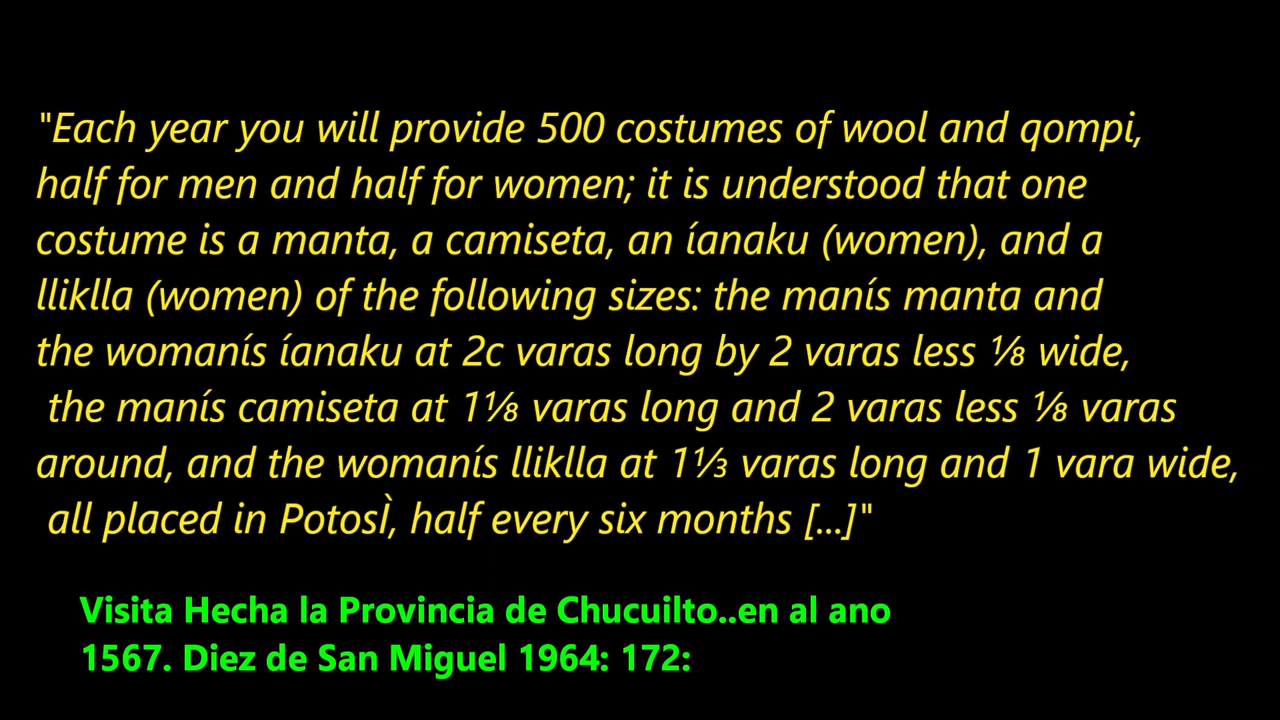 "Each year you will provide 500 costumes of wool and qompi,
half for men and half for women; it is understood that one
costume is a manta, a camiseta, an íanaku (women), and a
lliklla (women) of the following sizes: the manís manta and
the womanís íanaku at 2c varas long by 2 varas less ⅛ wide,
the manís camiseta at 1⅛ varas long and 2 varas less ⅛ varas
around, and the womanís lliklla at 1⅓ varas long and 1 vara wide,
all placed in PotosÌ, half every six months [...]"
Visita Hecha la Provincia de Chucuilto..en al ano
1567. Diez de San Miguel 1964: 172: